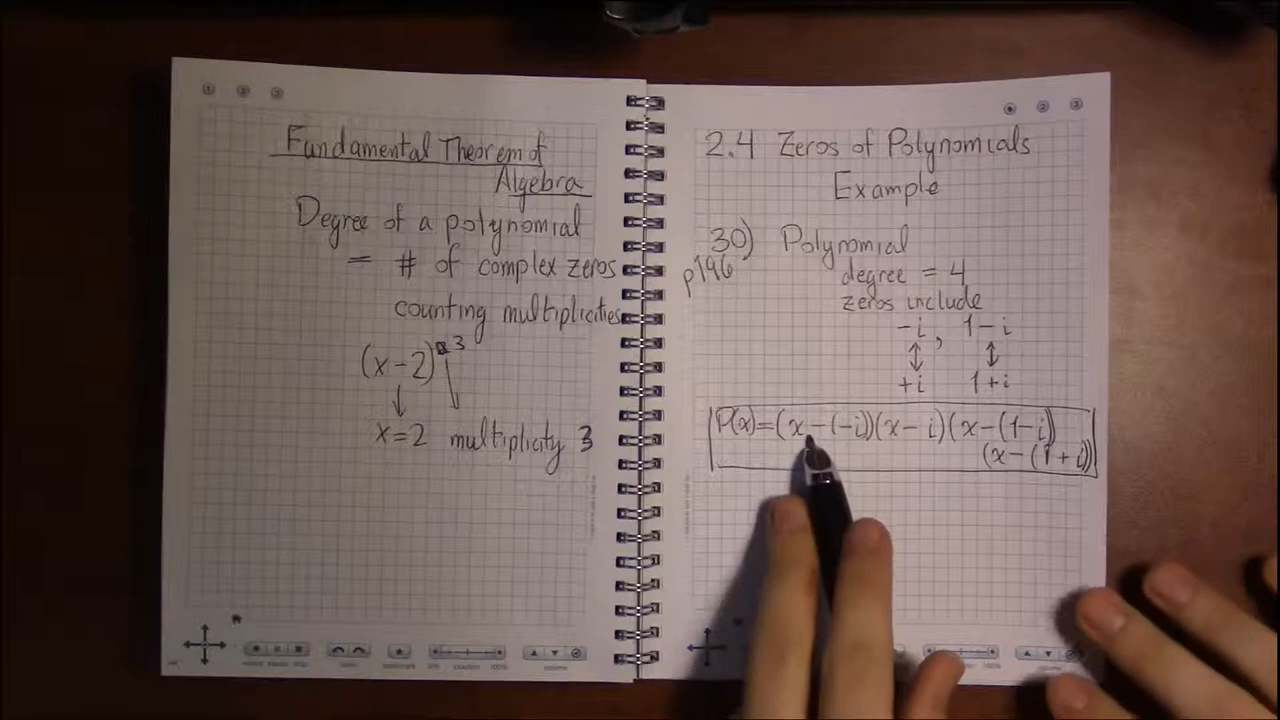 Fundamental Theorem of
Algebra
Degree of a polynomial
= # of complex zeros
counting multiplicities
(x-2)³
x=2 multiplicity 3
2.4 Zeros of Polynomials
Example
30) Polynomial
p196
degree = 4
zeros include
-i, 1-i
+i 1+i
P(x)=(x-(-i))(x-i)(x-(1-i)
(x-(1+i))